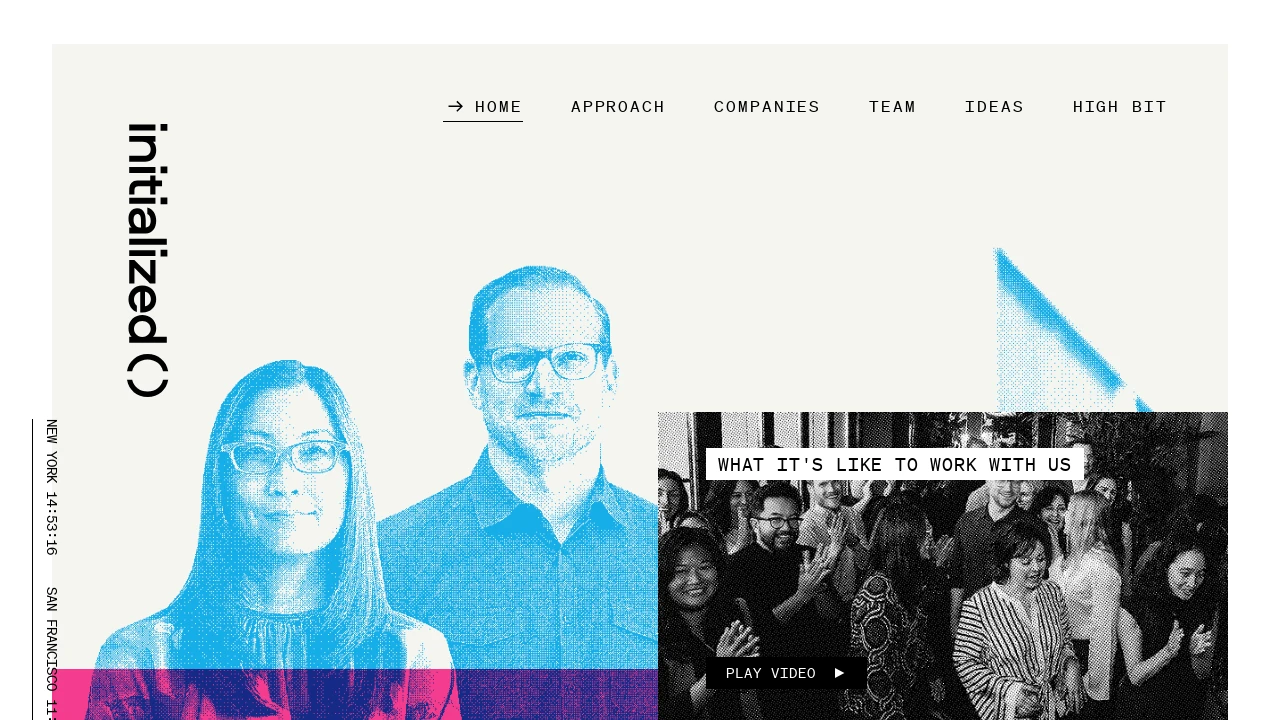 → HOME
APPROACH
COMPANIES
TEAM
IDEAS
HIGH BIT
initialized ()
NEW YORK 14:53:16
SAN FRANCISCO 11:
WHAT IT'S LIKE TO WORK WITH US
PLAY VIDEO ▶